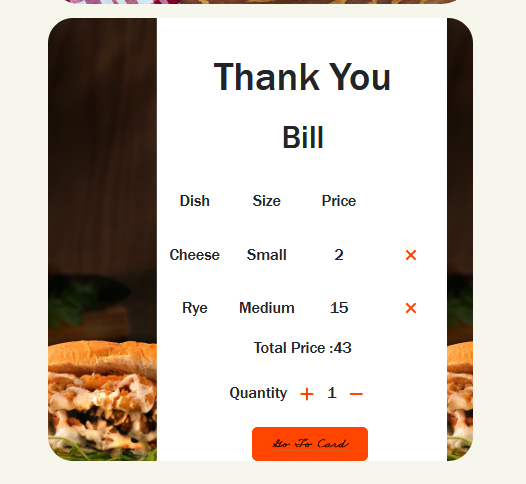 Thank You
Bill
Dish Size Price
Cheese Small 2 ×
Rye Medium 15 ×
Total Price :43
Quantity + 1 −
Go To Card